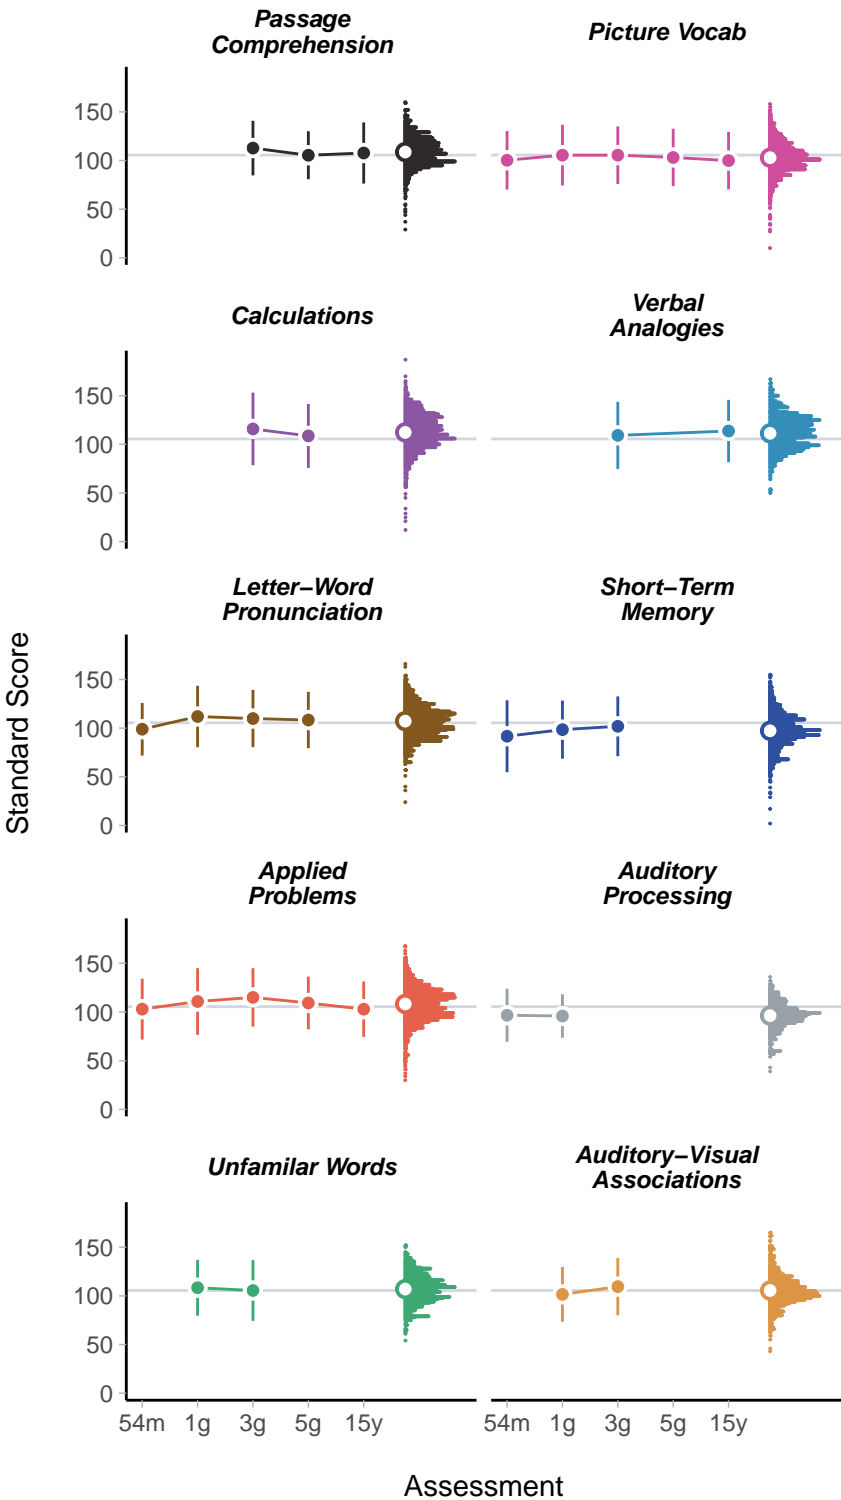 Passage
Comprehension
Picture Vocab
150
100
50
0
Calculations
Verbal
Analogies
150
100
50
0
Letter–Word
Pronunciation
Short–Term
Memory
150
100
50
0
Standard Score
Applied
Problems
Auditory
Processing
150
100
50
0
Unfamilar Words
Auditory–Visual
Associations
150
100
50
0
54m 1g 3g 5g 15y
54m 1g 3g 5g 15y
Assessment